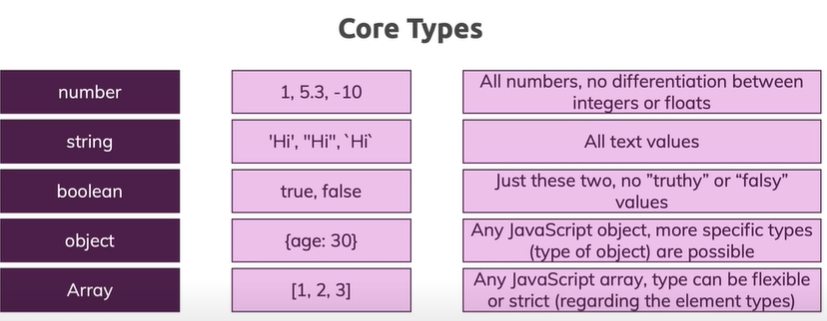 Core Types
number
1, 5.3, -10
All numbers, no differentiation between
integers or floats
string
'Hi', "Hi", `Hi`
All text values
boolean
true, false
Just these two, no "truthy" or “falsy”
values
object
{age: 30}
Any JavaScript object, more specific types
(type of object) are possible
Array
[1, 2, 3]
Any JavaScript array, type can be flexible
or strict (regarding the element types)